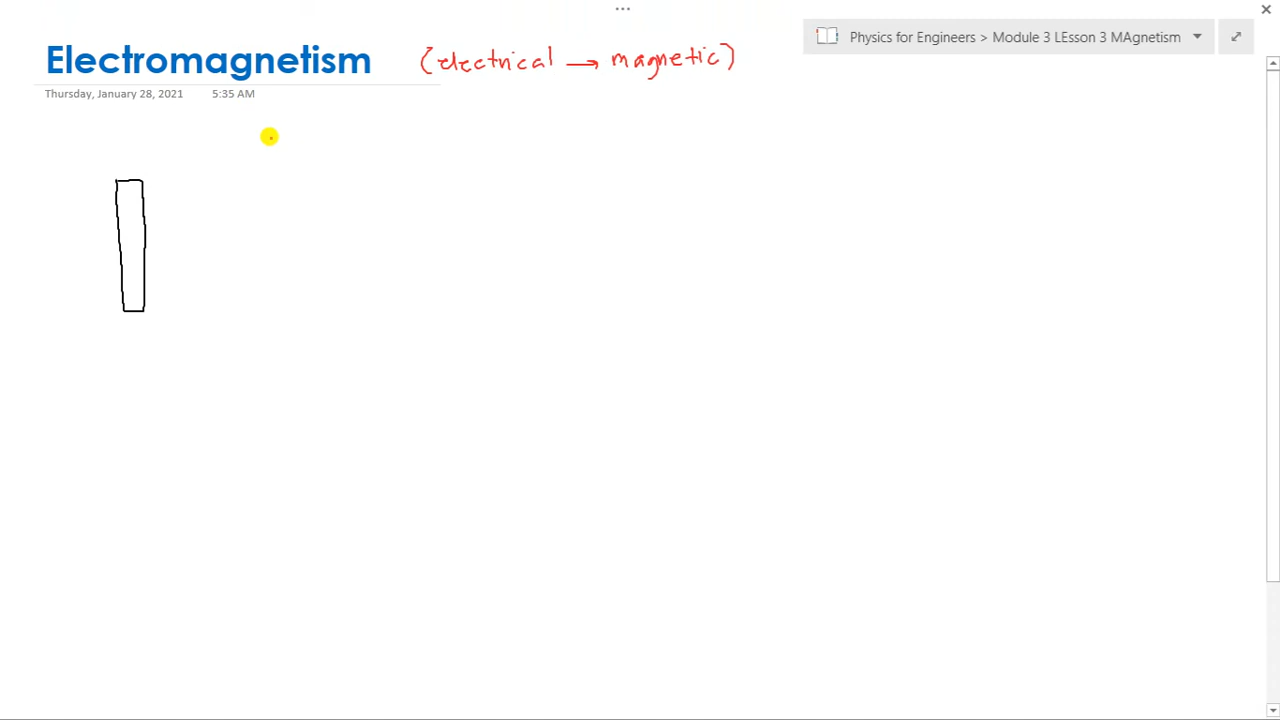 ...
Physics for Engineers > Module 3 LEsson 3 MAgnetism
Electromagnetism (electrical → magnetic)
Thursday, January 28, 2021 5:35 AM